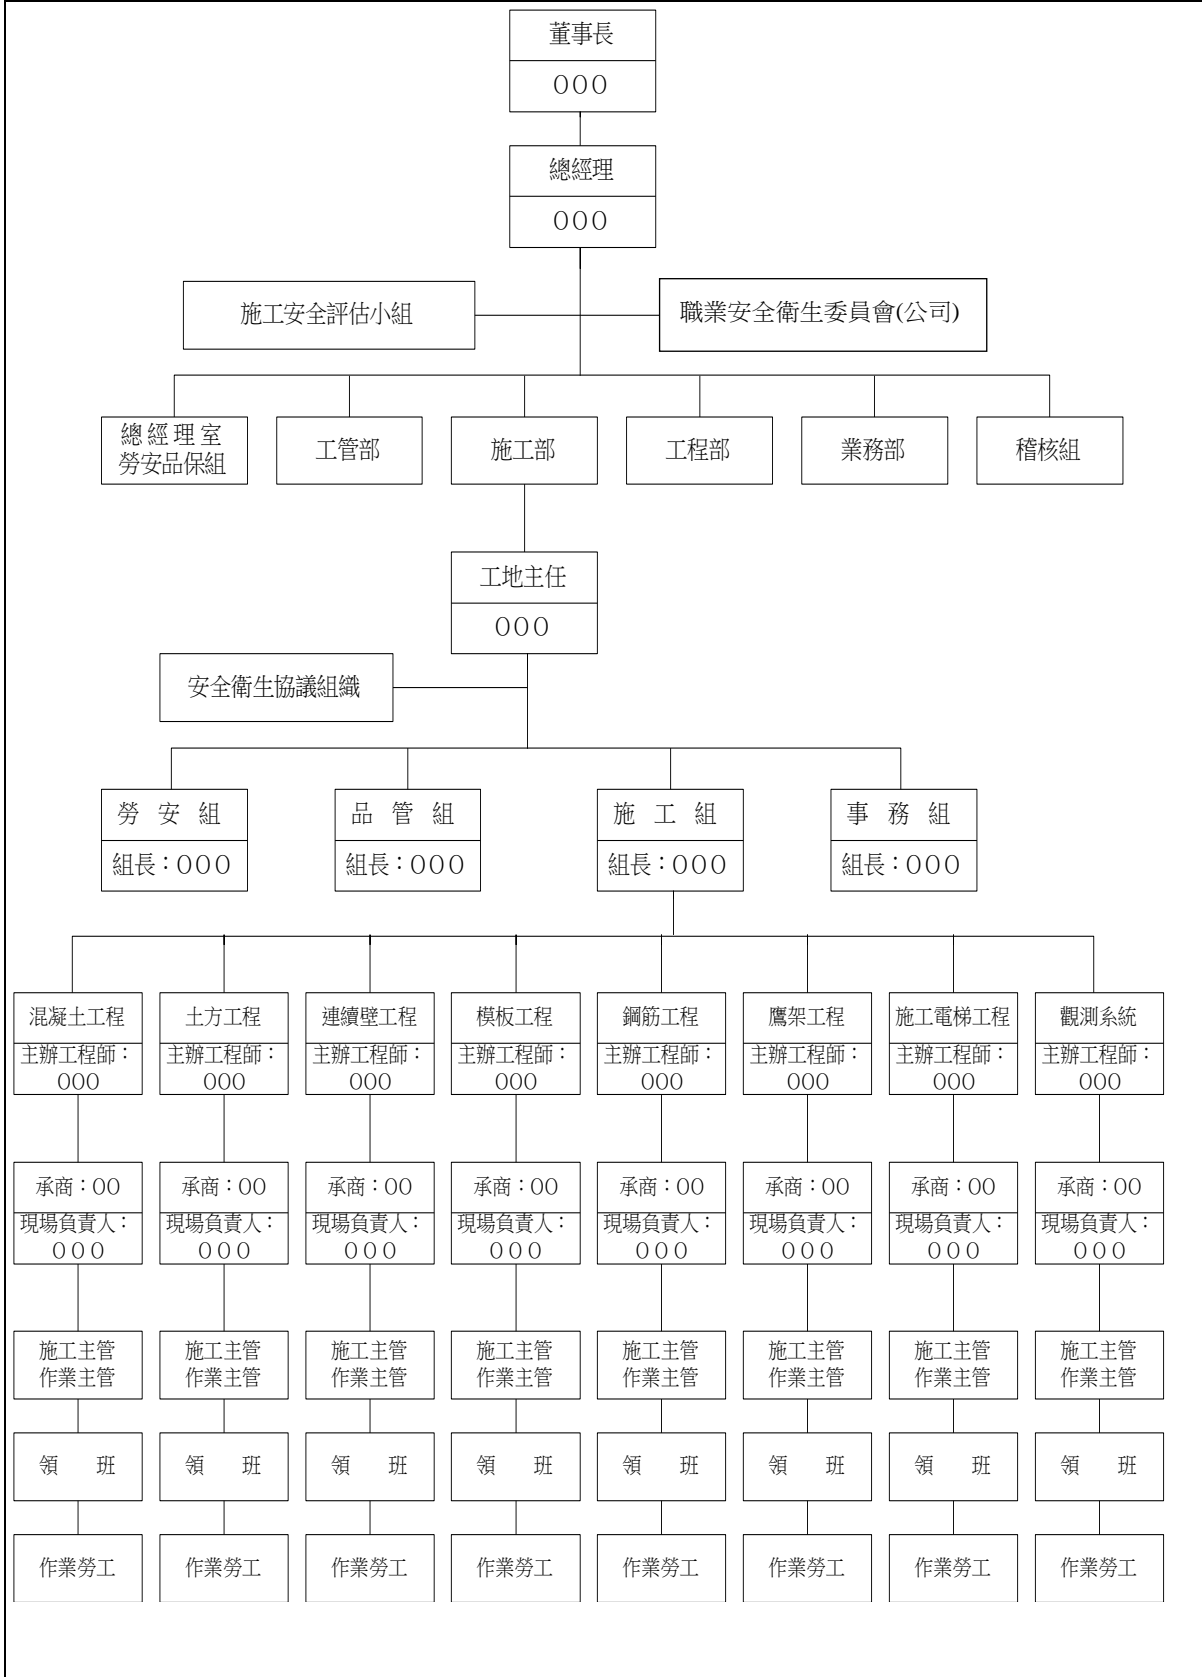 董事長
000
總經理
000
施工安全評估小組
職業安全衛生委員會(公司)
總經理室
勞安品保組
工管部
施工部
工程部
業務部
稽核組
工地主任
000
安全衛生協議組織
勞 安 組
組長：000
品 管 組
組長：000
施 工 組
組長：000
事 務 組
組長：000
混凝土工程
主辦工程師：
000
土方工程
主辦工程師：
000
連續壁工程
主辦工程師：
000
模板工程
主辦工程師：
000
鋼筋工程
主辦工程師：
000
鷹架工程
主辦工程師：
000
施工電梯工程
主辦工程師：
000
觀測系統
主辦工程師：
000
承商：00
現場負責人：
000
承商：00
現場負責人：
000
承商：00
現場負責人：
000
承商：00
現場負責人：
000
承商：00
現場負責人：
000
承商：00
現場負責人：
000
承商：00
現場負責人：
000
承商：00
現場負責人：
000
施工主管
作業主管
施工主管
作業主管
施工主管
作業主管
施工主管
作業主管
施工主管
作業主管
施工主管
作業主管
施工主管
作業主管
施工主管
作業主管
領 班
領 班
領 班
領 班
領 班
領 班
領 班
領 班
作業勞工
作業勞工
作業勞工
作業勞工
作業勞工
作業勞工
作業勞工
作業勞工